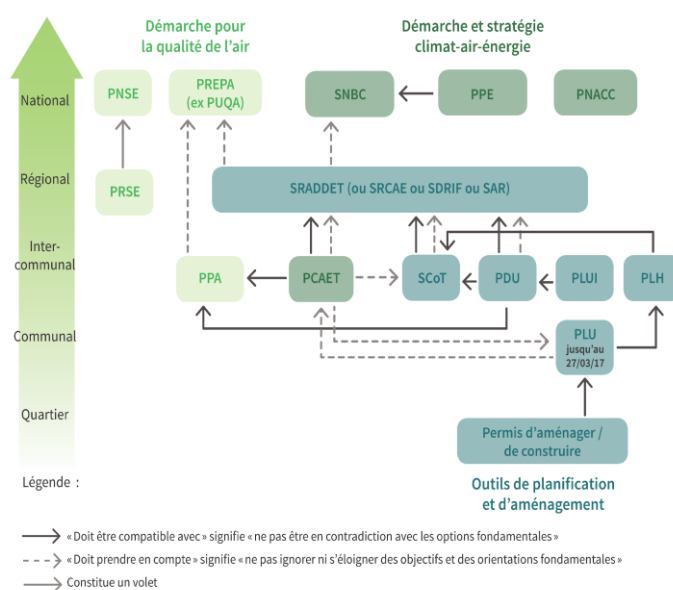 Démarche pour
la qualité de l’air
Démarche et stratégie
climat-air-énergie
National
PNSE
PREPA
(ex PUQA)
SNBC
PPE
PNACC
Régional
PRSE
SRADDET (ou SRCAE ou SDRIF ou SAR)
Inter-
communal
PPA
PCAET
SCoT
PDU
PLUI
PLH
Communal
PLU
jusqu’au
27/03/17
Quartier
Permis d’aménager /
de construire
Légende :
Outils de planification
et d’aménagement
« Doit être compatible avec » signifie « ne pas être en contradiction avec les options fondamentales »
« Doit prendre en compte » signifie « ne pas ignorer ni s’éloigner des objectifs et des orientations fondamentales »
Constitue un volet